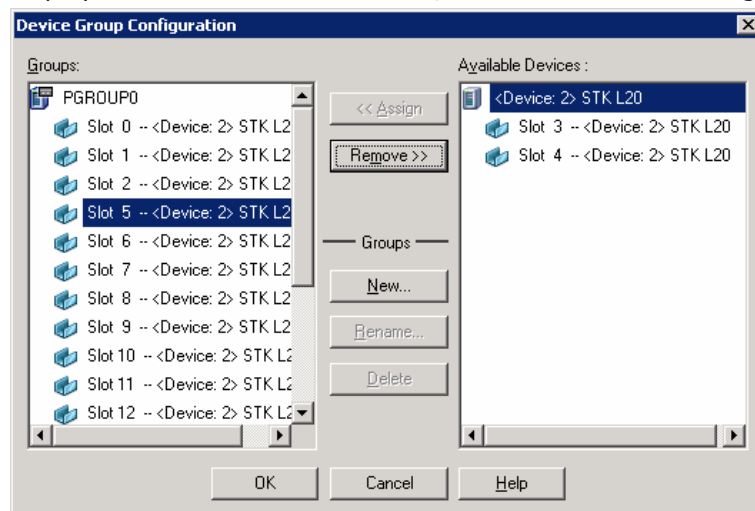 Device Group Configuration
Groups:
Available Devices :
PGROUP0
Slot 0 -- <Device: 2> STK L2
Slot 1 -- <Device: 2> STK L2
Slot 2 -- <Device: 2> STK L2
Slot 5 -- <Device: 2> STK L2
Slot 6 -- <Device: 2> STK L2
Slot 7 -- <Device: 2> STK L2
Slot 8 -- <Device: 2> STK L2
Slot 9 -- <Device: 2> STK L2
Slot 10 -- <Device: 2> STK L2
Slot 11 -- <Device: 2> STK L2
Slot 12 -- <Device: 2> STK L2
<< Assign
Remove >>
Groups
New...
Rename...
Delete
<Device: 2> STK L20
Slot 3 -- <Device: 2> STK L20
Slot 4 -- <Device: 2> STK L20
OK
Cancel
Help